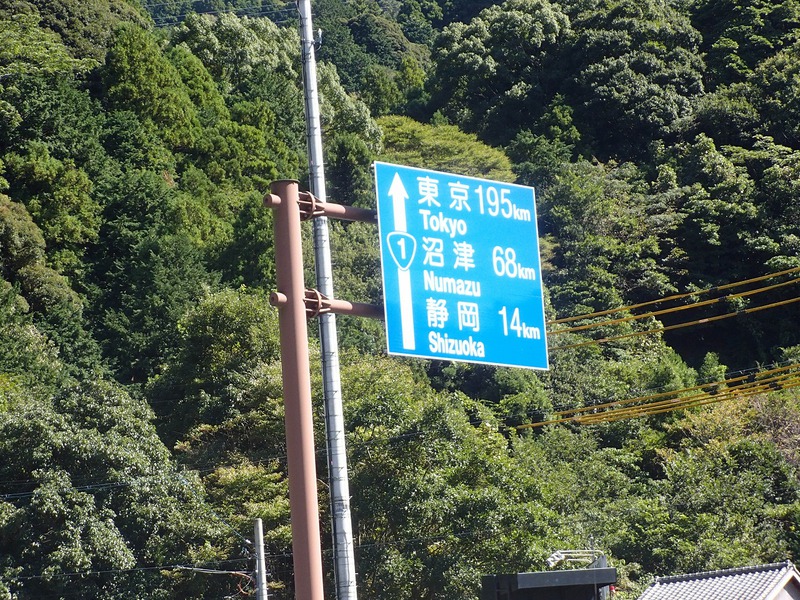 東京 195km
Tokyo
1
沼津 68km
Numazu
静岡 14km
Shizuoka